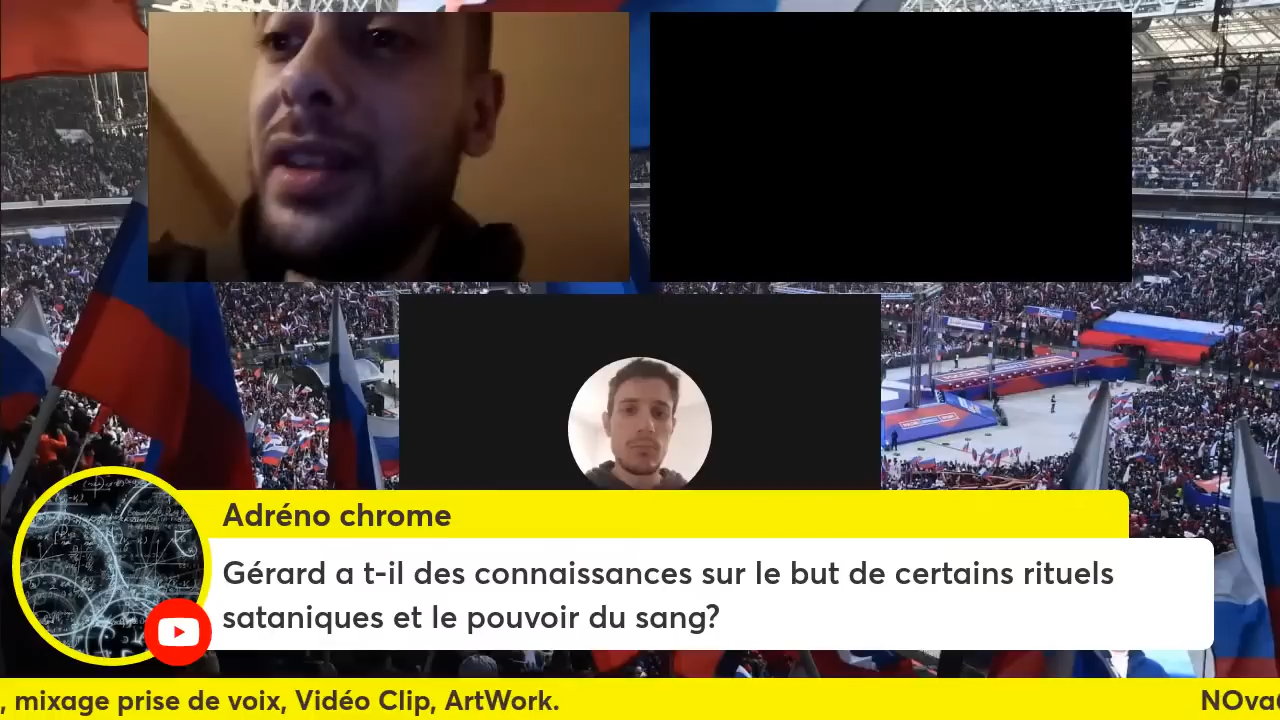 Adréno chrome
Gérard a t-il des connaissances sur le but de certains rituels
sataniques et le pouvoir du sang?
, mixage prise de voix, Vidéo Clip, ArtWork.